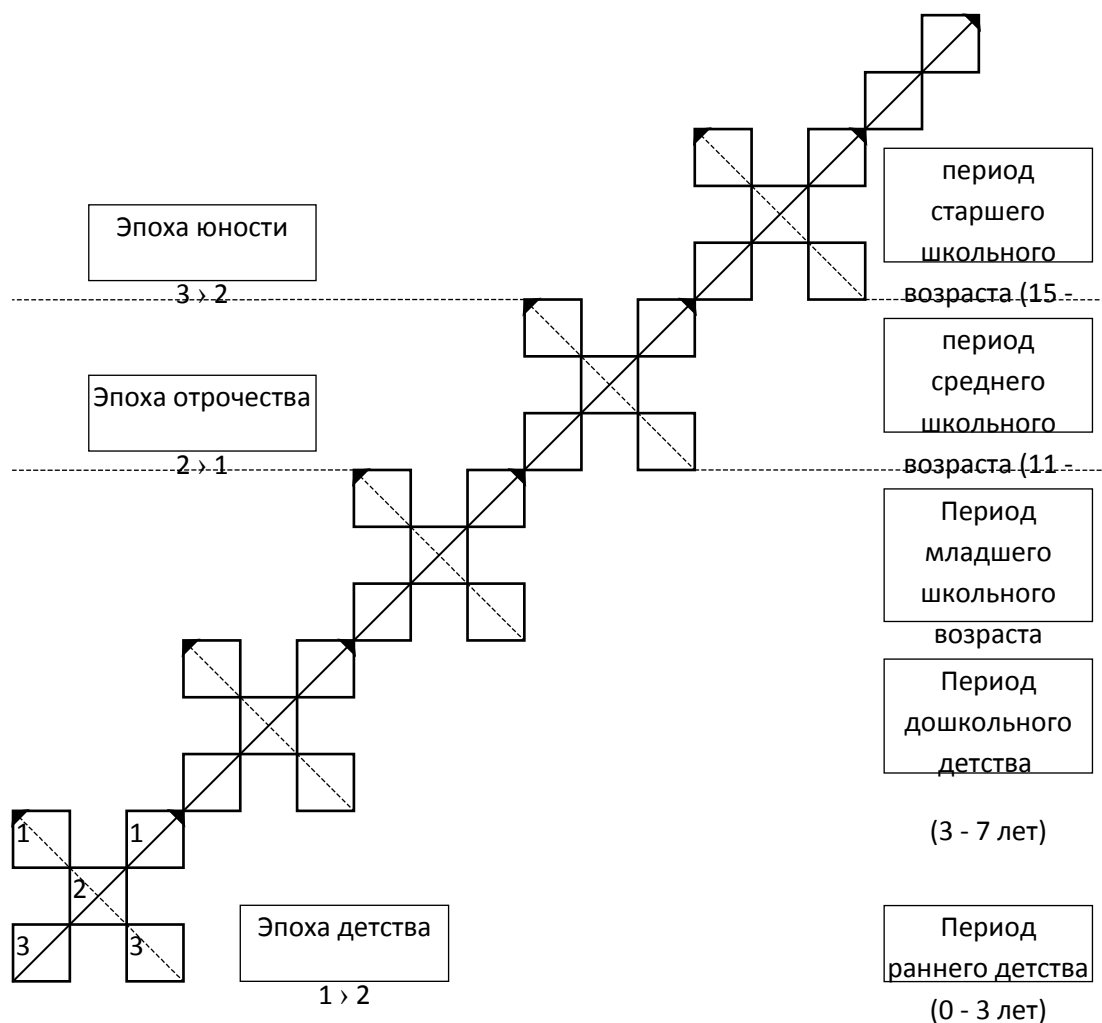 период
старшего
школьного
возраста (15 -
Эпоха юности
3 › 2
период
среднего
школьного
возраста (11 -
Эпоха отрочества
2 › 1
Период
младшего
школьного
возраста
Период
дошкольного
детства
(3 - 7 лет)
1 1
2
3 3
Эпоха детства
1 › 2
Период
раннего детства
(0 - 3 лет)